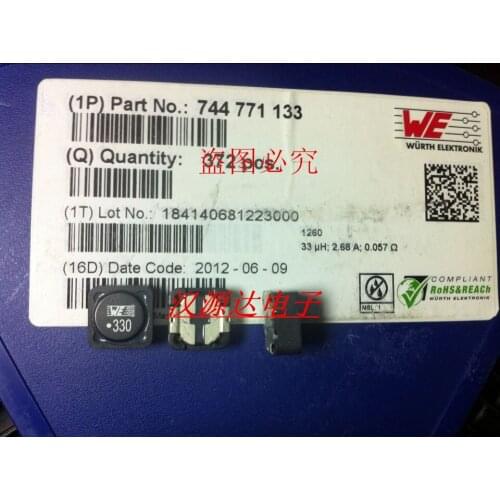 (1P) Part No.: 744 771 133
WE
WÜRTH ELEKTRONIK
(Q) Quantity: 372 pcs
盗图必究
(1T) Lot No.: 184140681223000
1260
33 µH; 2.68 A; 0.057 Ω
(16D) Date Code: 2012 - 06 - 09
COMPLIANT
RoHS&REACh
WÜRTH ELEKTRONIK
汉源达电子
WE
330